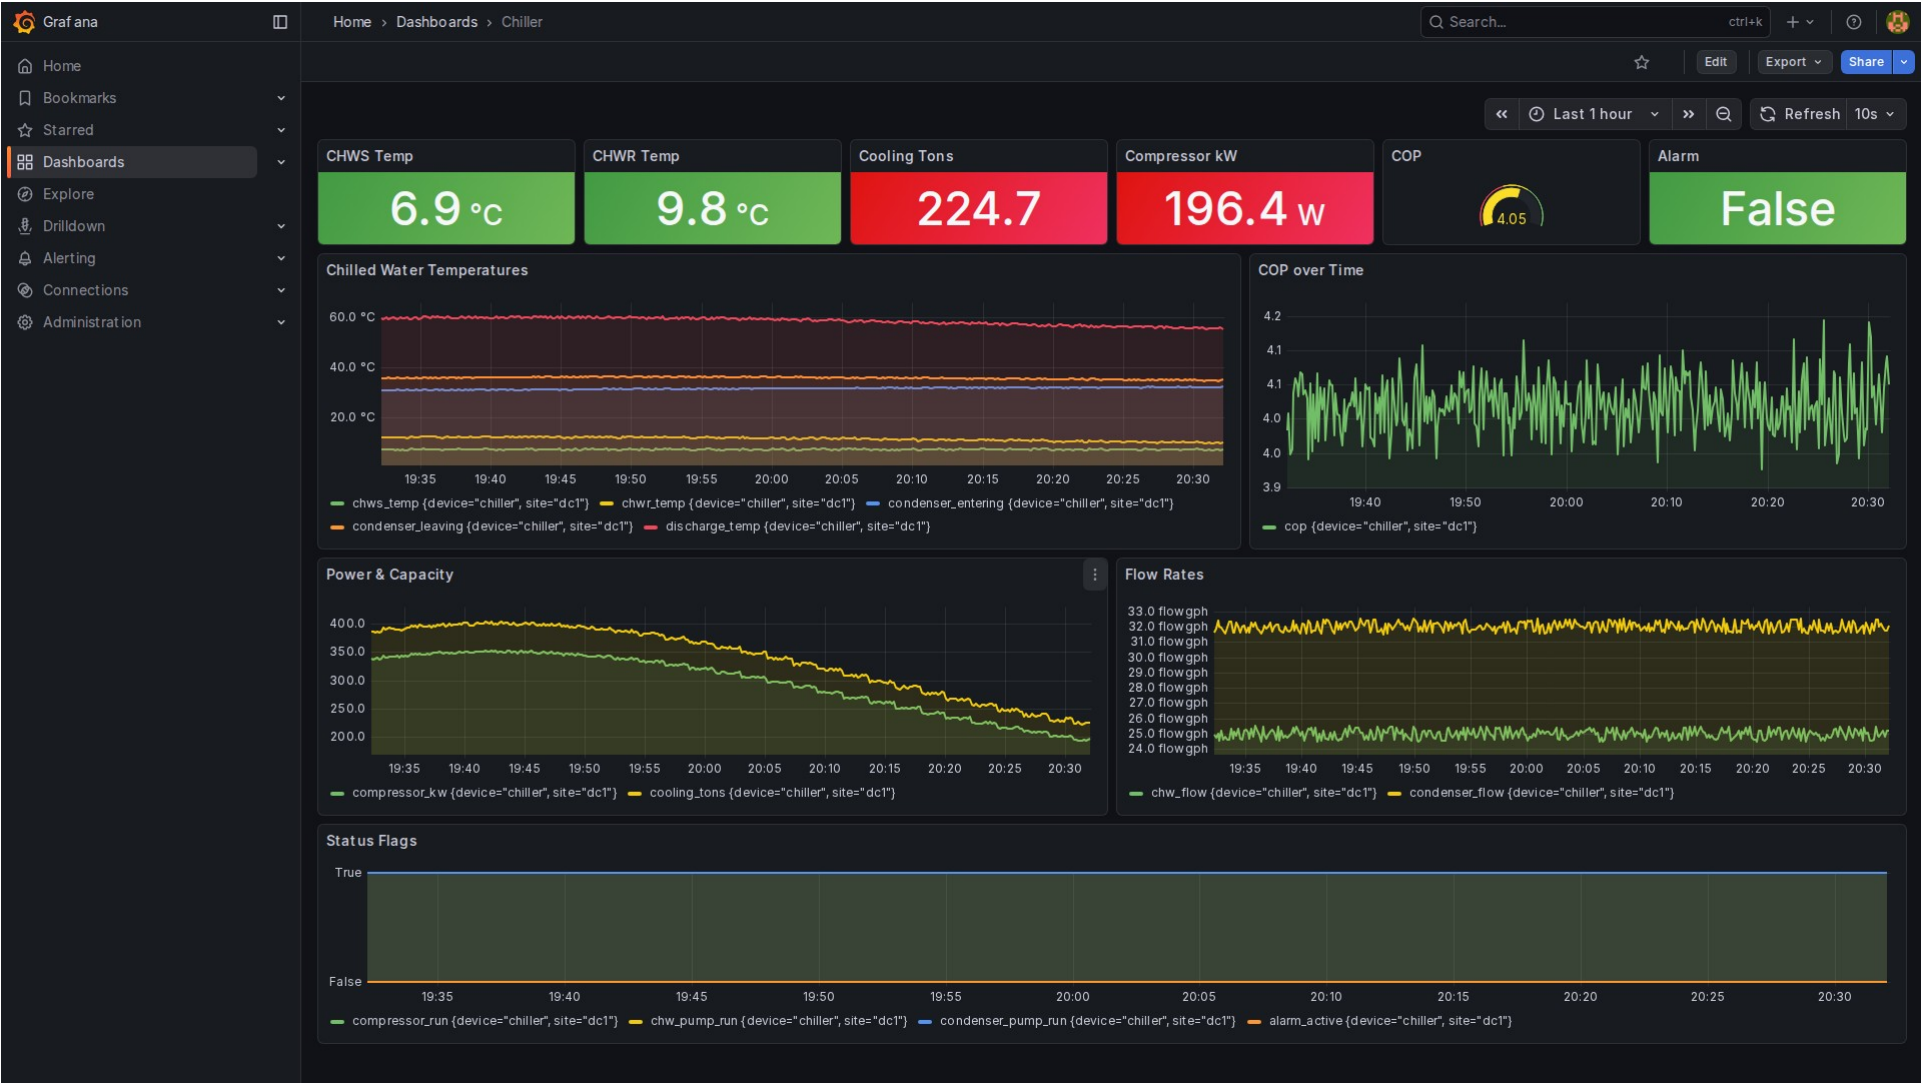 Grafana
Home › Dashboards › Chiller
Search... ctrl+k
Home
Bookmarks
Starred
Dashboards
Explore
Drilldown
Alerting
Connections
Administration
Edit Export Share
Last 1 hour Refresh 10s
CHWS Temp
6.9 °C
CHWR Temp
9.8 °C
Cooling Tons
224.7
Compressor kW
196.4 W
COP
4.05
Alarm
False
Chilled Water Temperatures
60.0 °C
40.0 °C
20.0 °C
19:35 19:40 19:45 19:50 19:55 20:00 20:05 20:10 20:15 20:20 20:25 20:30
chws_temp {device="chiller", site="dc1"} chwr_temp {device="chiller", site="dc1"} condenser_entering {device="chiller", site="dc1"}
condenser_leaving {device="chiller", site="dc1"} discharge_temp {device="chiller", site="dc1"}
COP over Time
4.2
4.1
4.1
4.0
4.0
3.9
19:40 19:50 20:00 20:10 20:20 20:30
cop {device="chiller", site="dc1"}
Power & Capacity
400.0
350.0
300.0
250.0
200.0
19:35 19:40 19:45 19:50 19:55 20:00 20:05 20:10 20:15 20:20 20:25 20:30
compressor_kw {device="chiller", site="dc1"} cooling_tons {device="chiller", site="dc1"}
Flow Rates
33.0 flowgph
32.0 flowgph
31.0 flowgph
30.0 flowgph
29.0 flowgph
28.0 flowgph
27.0 flowgph
26.0 flowgph
25.0 flowgph
24.0 flowgph
19:35 19:40 19:45 19:50 19:55 20:00 20:05 20:10 20:15 20:20 20:25 20:30
chw_flow {device="chiller", site="dc1"} condenser_flow {device="chiller", site="dc1"}
Status Flags
True
False
19:35 19:40 19:45 19:50 19:55 20:00 20:05 20:10 20:15 20:20 20:25 20:30
compressor_run {device="chiller", site="dc1"} chw_pump_run {device="chiller", site="dc1"} condenser_pump_run {device="chiller", site="dc1"} alarm_active {device="chiller", site="dc1"}